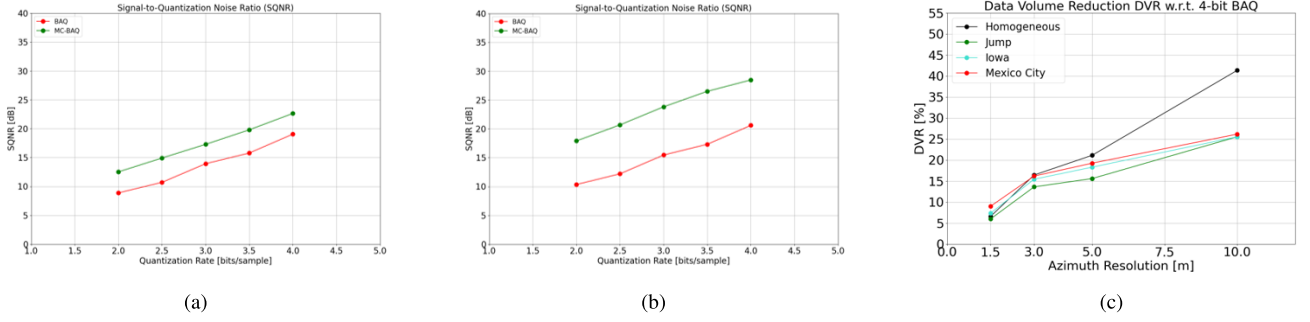 Signal-to-Quantization Noise Ratio (SQNR)
BAQ
MC-BAQ
SQNR [dB]
40
35
30
25
20
15
10
5
0
1.0 1.5 2.0 2.5 3.0 3.5 4.0 4.5 5.0
Quantization Rate [bits/sample]
(a)
Signal-to-Quantization Noise Ratio (SQNR)
BAQ
MC-BAQ
SQNR [dB]
40
35
30
25
20
15
10
5
0
1.0 1.5 2.0 2.5 3.0 3.5 4.0 4.5 5.0
Quantization Rate [bits/sample]
(b)
Data Volume Reduction DVR w.r.t. 4-bit BAQ
Homogeneous
Jump
Iowa
Mexico City
DVR [%]
55
50
45
40
35
30
25
20
15
10
5
0
0.0 1.5 3.0 5.0 7.5 10.0
Azimuth Resolution [m]
(c)